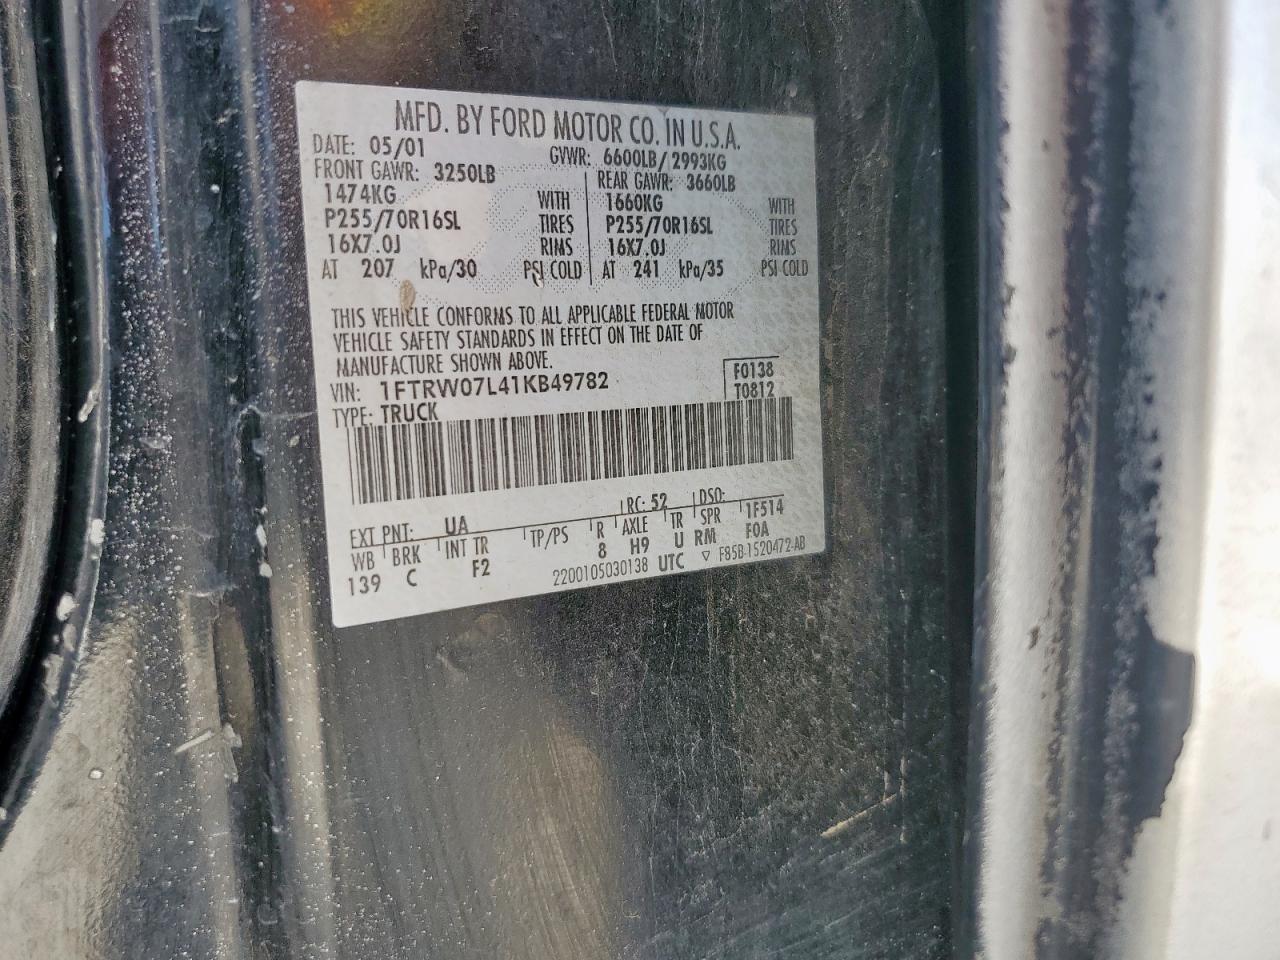 MFD. BY FORD MOTOR CO. IN U.S.A.
DATE: 05/01 GVWR: 6600LB/2993KG
FRONT GAWR: 3250LB REAR GAWR: 3660LB
1474KG WITH 1660KG WITH
P255/70R16SL TIRES P255/70R16SL TIRES
16X7.0J RIMS 16X7.0J RIMS
AT 207 kPa/30 PSI COLD AT 241 kPa/35 PSI COLD
THIS VEHICLE CONFORMS TO ALL APPLICABLE FEDERAL MOTOR
VEHICLE SAFETY STANDARDS IN EFFECT ON THE DATE OF
MANUFACTURE SHOWN ABOVE.
VIN: 1FTRW07L41KB49782 F0138
TYPE: TRUCK T0812
EXT PNT: UA RC: 52 DSO:
WB BRK INT TR TP/PS R AXLE TR SPR 1F514
139 C F2 8 H9 U RM FOA
2200105030138 UTC ▽ F85B-1520472-AB